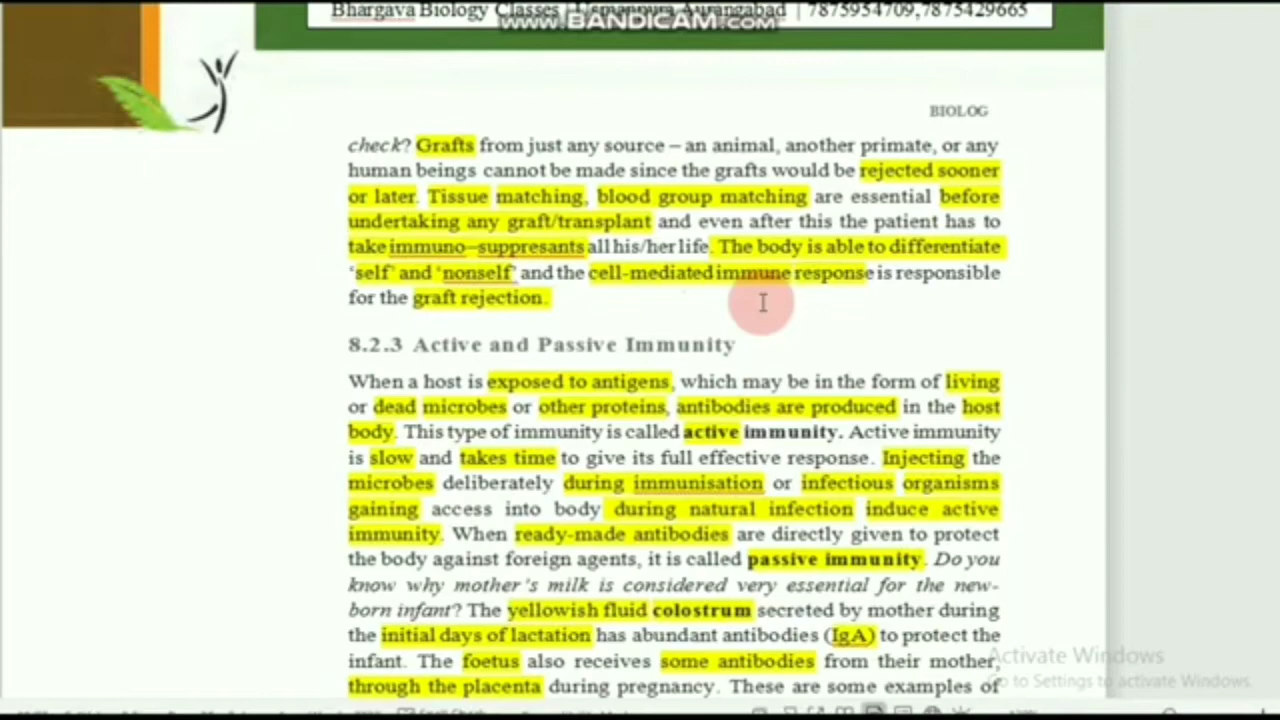 Bhargava Biology Classes | Usmanpura Aurangabad | 7875954709,7875429665
www.BANDICAM.com
BIOLOG
check? Grafts from just any source – an animal, another primate, or any
human beings cannot be made since the grafts would be rejected sooner
or later. Tissue matching, blood group matching are essential before
undertaking any graft/transplant and even after this the patient has to
take immuno–suppresants all his/her life. The body is able to differentiate
‘self’ and ‘nonself’ and the cell-mediated immune response is responsible
for the graft rejection.
8.2.3 Active and Passive Immunity
When a host is exposed to antigens, which may be in the form of living
or dead microbes or other proteins, antibodies are produced in the host
body. This type of immunity is called active immunity. Active immunity
is slow and takes time to give its full effective response. Injecting the
microbes deliberately during immunisation or infectious organisms
gaining access into body during natural infection induce active
immunity. When ready-made antibodies are directly given to protect
the body against foreign agents, it is called passive immunity. Do you
know why mother’s milk is considered very essential for the new-
born infant? The yellowish fluid colostrum secreted by mother during
the initial days of lactation has abundant antibodies (IgA) to protect the
infant. The foetus also receives some antibodies from their mother,
through the placenta during pregnancy. These are some examples of
Activate Windows
Go to Settings to activate Windows.